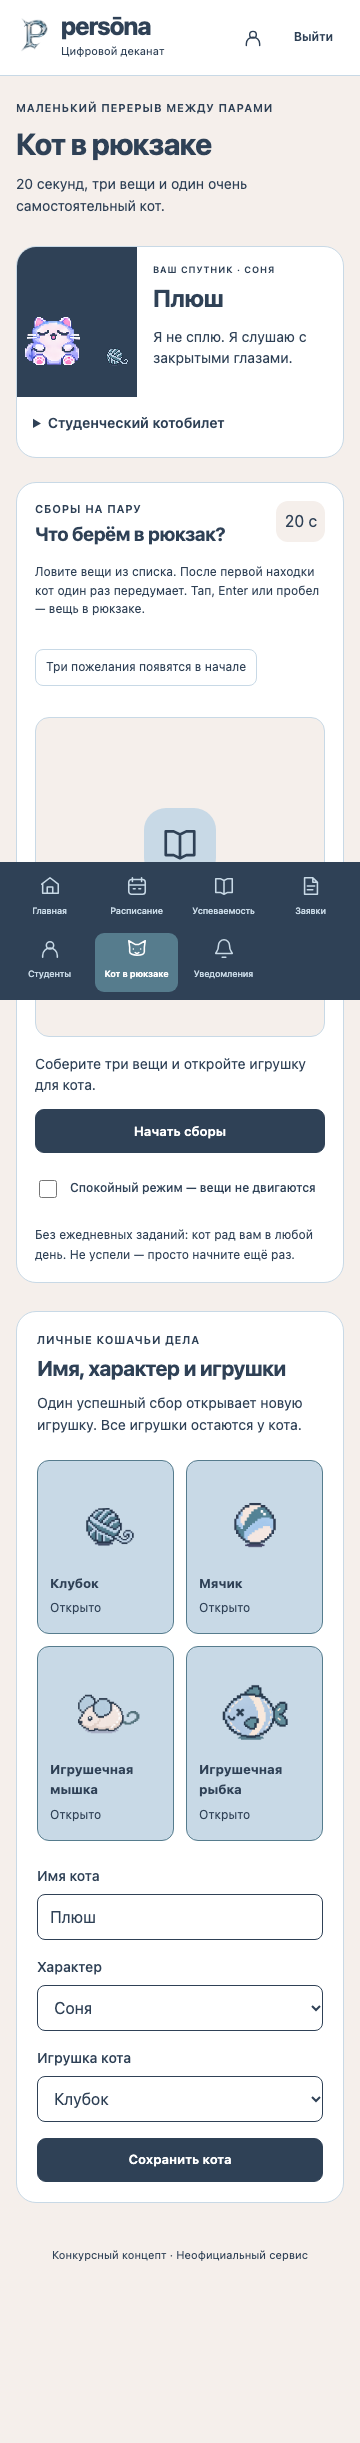 persōna
Цифровой деканат
Выйти
МАЛЕНЬКИЙ ПЕРЕРЫВ МЕЖДУ ПАРАМИ
Кот в рюкзаке
20 секунд, три вещи и один очень
самостоятельный кот.
ВАШ СПУТНИК · СОНЯ
Плюш
Я не сплю. Я слушаю с
закрытыми глазами.
Студенческий котобилет
СБОРЫ НА ПАРУ
Что берём в рюкзак?
20 с
Ловите вещи из списка. После первой находки
кот один раз передумает. Тап, Enter или пробел
— вещь в рюкзаке.
Три пожелания появятся в начале
Главная
Расписание
Успеваемость
Заявки
Студенты
Кот в рюкзаке
Уведомления
Соберите три вещи и откройте игрушку
для кота.
Начать сборы
Спокойный режим — вещи не двигаются
Без ежедневных заданий: кот рад вам в любой
день. Не успели — просто начните ещё раз.
ЛИЧНЫЕ КОШАЧЬИ ДЕЛА
Имя, характер и игрушки
Один успешный сбор открывает новую
игрушку. Все игрушки остаются у кота.
Клубок
Открыто
Мячик
Открыто
Игрушечная
мышка
Открыто
Игрушечная
рыбка
Открыто
Имя кота
Плюш
Характер
Соня
Игрушка кота
Клубок
Сохранить кота
Конкурсный концепт · Неофициальный сервис